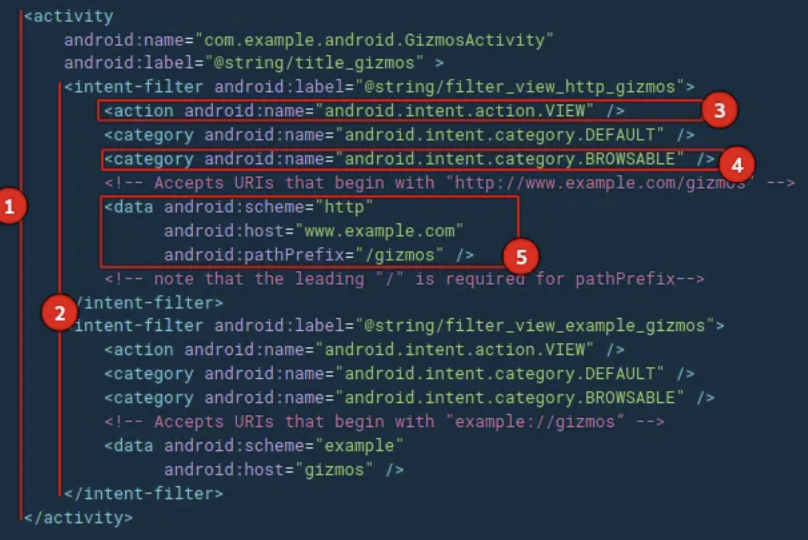 <activity
android:name="com.example.android.GizmosActivity"
android:label="@string/title_gizmos" >
<intent-filter android:label="@string/filter_view_http_gizmos">
<action android:name="android.intent.action.VIEW" /> 3
<category android:name="android.intent.category.DEFAULT" />
<category android:name="android.intent.category.BROWSABLE" /> 4
<!-- Accepts URIs that begin with "http://www.example.com/gizmos" -->
1 <data android:scheme="http"
android:host="www.example.com"
android:pathPrefix="/gizmos" /> 5
<!-- note that the leading "/" is required for pathPrefix-->
/intent-filter>
2 intent-filter android:label="@string/filter_view_example_gizmos">
<action android:name="android.intent.action.VIEW" />
<category android:name="android.intent.category.DEFAULT" />
<category android:name="android.intent.category.BROWSABLE" />
<!-- Accepts URIs that begin with "example://gizmos" -->
<data android:scheme="example"
android:host="gizmos" />
</intent-filter>
</activity>